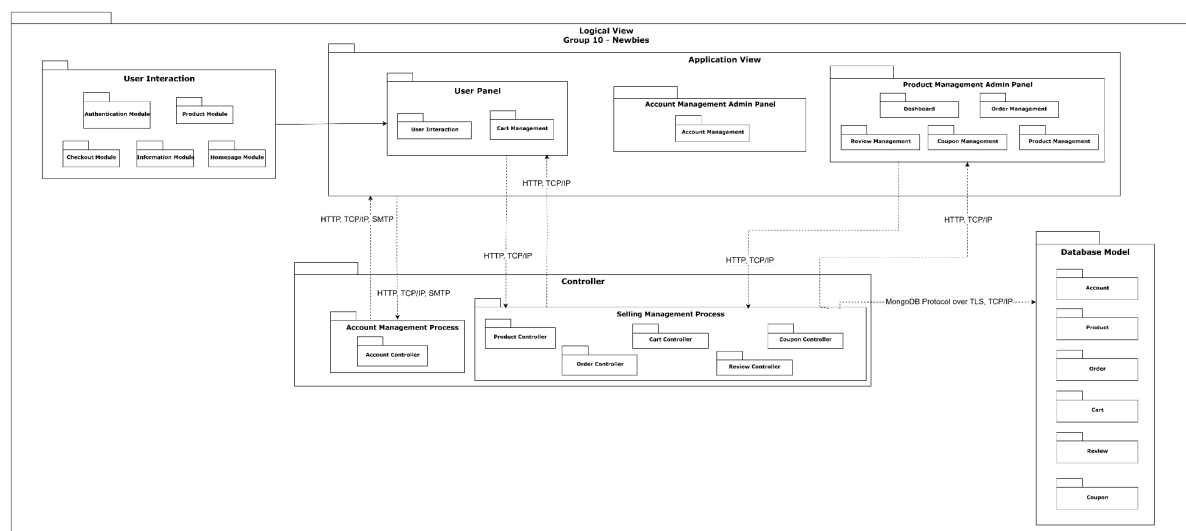 Logical View
Group 10 - Newbies
User Interaction
Authentication Module
Product Module
Checkout Module
Information Module
Homepage Module
Application View
User Panel
User Interaction
Cart Management
Account Management Admin Panel
Account Management
Product Management Admin Panel
Dashboard
Order Management
Review Management
Coupon Management
Product Management
HTTP, TCP/IP
HTTP, TCP/IP, SMTP
HTTP, TCP/IP
HTTP, TCP/IP
HTTP, TCP/IP
HTTP, TCP/IP, SMTP
Controller
Account Management Process
Account Controller
Selling Management Process
Product Controller
Cart Controller
Coupon Controller
Order Controller
Review Controller
MongoDB Protocol over TLS, TCP/IP
Database Model
Account
Product
Order
Cart
Review
Coupon